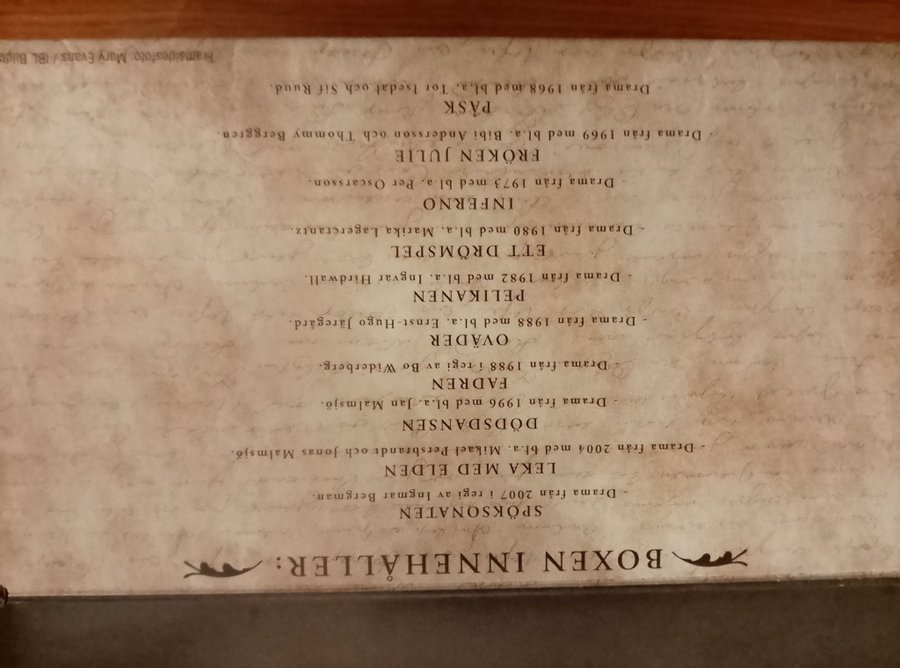 BOXEN INNEHÅLLER:
SPÖKSONATEN
- Drama från 2007 i regi av Ingmar Bergman.
LEKA MED ELDEN
- Drama från 2004 med bl.a. Mikael Persbrandt och Jonas Malmsjö.
DÖDSDANSEN
- Drama från 1996 med bl.a. Jan Malmsjö.
FADREN
- Drama från 1988 i regi av Bo Widerberg.
OVÄDER
- Drama från 1988 med bl.a. Ernst-Hugo Järegård.
PELIKANEN
- Drama från 1982 med bl.a. Ingvar Hirdwall.
ETT DRÖMSPEL
- Drama från 1980 med bl.a. Marika Lagercrantz.
INFERNO
- Drama från 1973 med bl.a. Per Oscarsson.
FRÖKEN JULIE
- Drama från 1969 med bl.a. Bibi Andersson och Thommy Berggren
PÅSK
- Drama från 1968 med bl.a. Tor Isedal och Sif Ruud.
Framsidesfoto: Mary Evans / IBL